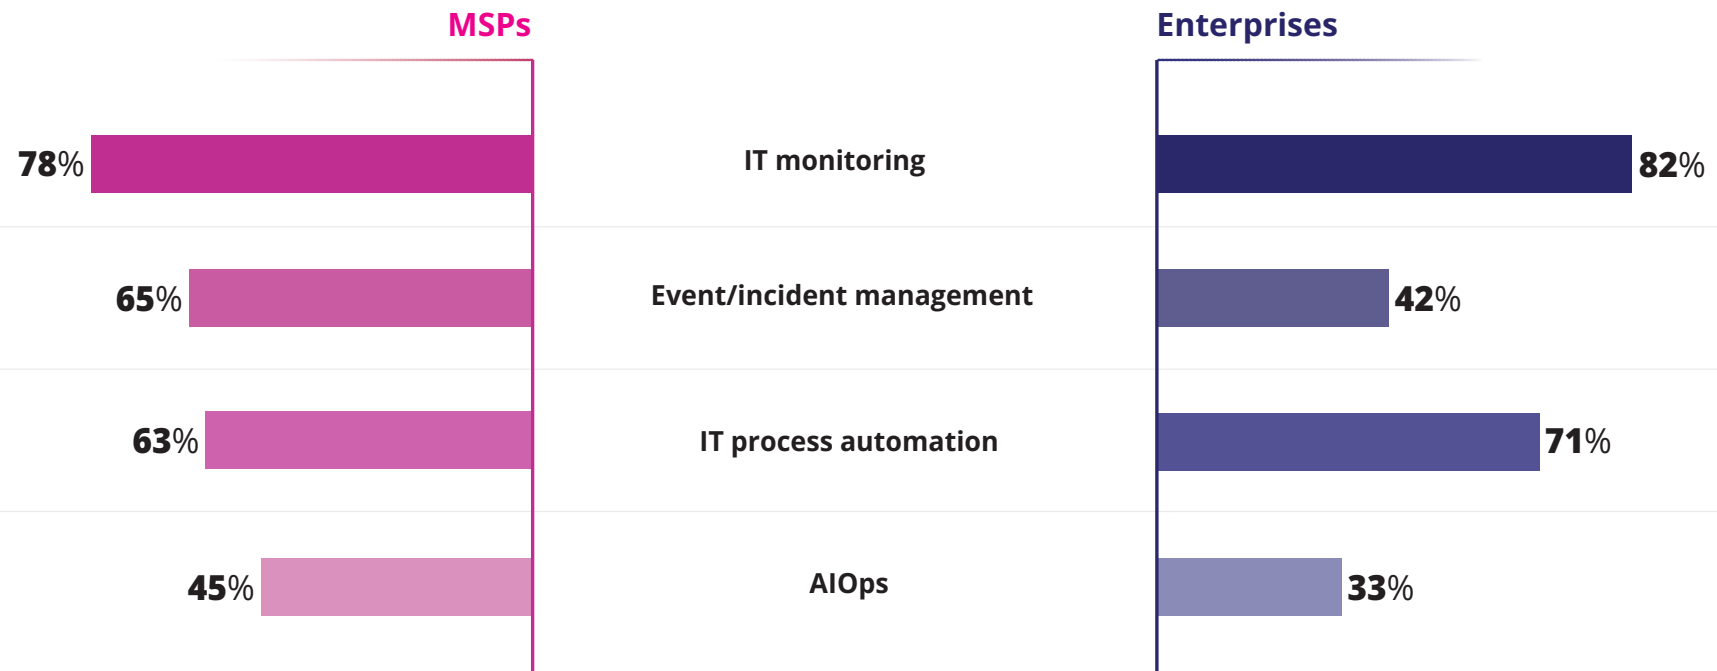 MSPs
Enterprises
78%
IT monitoring
82%
65%
Event/incident management
42%
63%
IT process automation
71%
45%
AIOps
33%